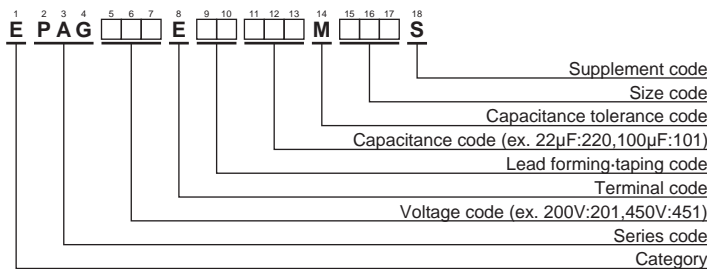 1 2 3 4 5 6 7 8 9 10 11 12 13 14 15 16 17 18
E PAG E M S
Supplement code
Size code
Capacitance tolerance code
Capacitance code (ex. 22μF:220,100μF:101)
Lead forming·taping code
Terminal code
Voltage code (ex. 200V:201,450V:451)
Series code
Category